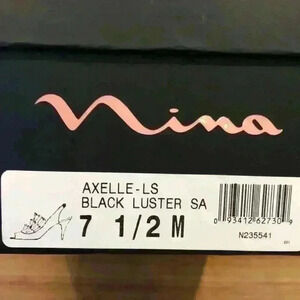 Nina
AXELLE-LS
BLACK LUSTER SA
7 1/2 M
0 93412 62730 9
N235541